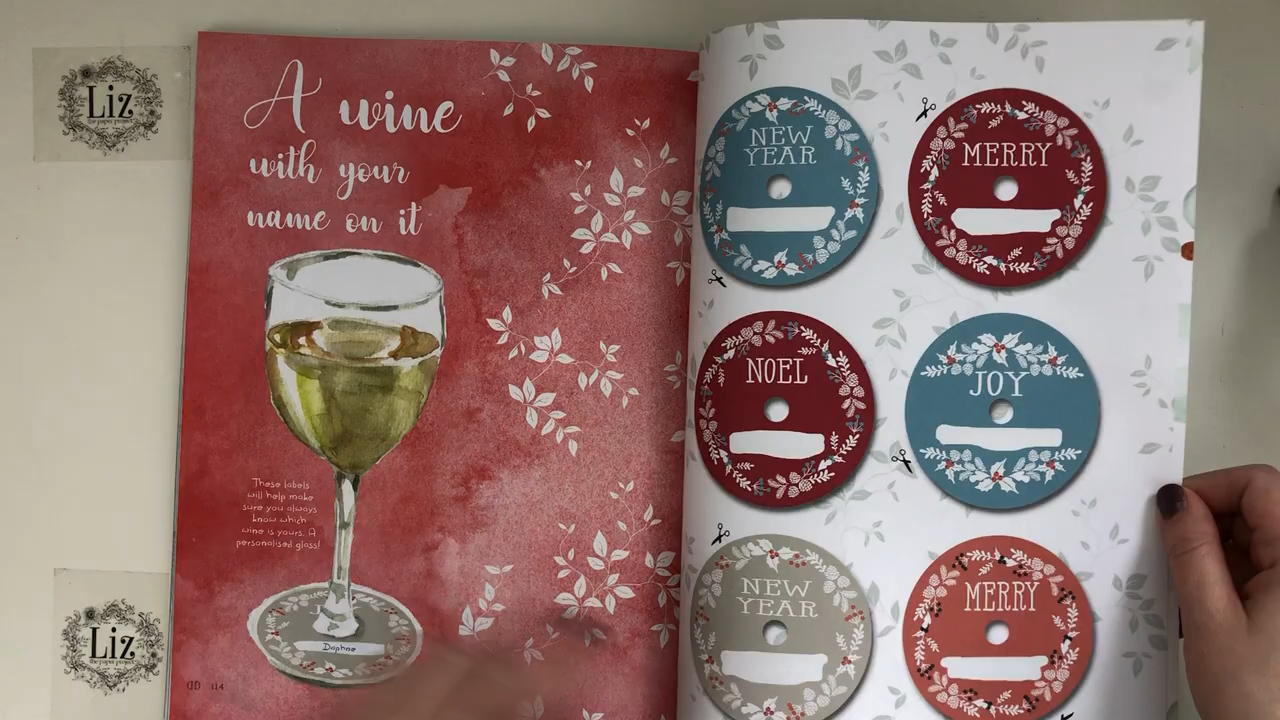 Liz
the paper project
A wine
with your
name on it
These labels
will help make
sure you always
know which
wine is yours. A
personalised glass!
Daphne
114
Liz
the paper project
NEW
YEAR
MERRY
NOEL
JOY
NEW
YEAR
MERRY